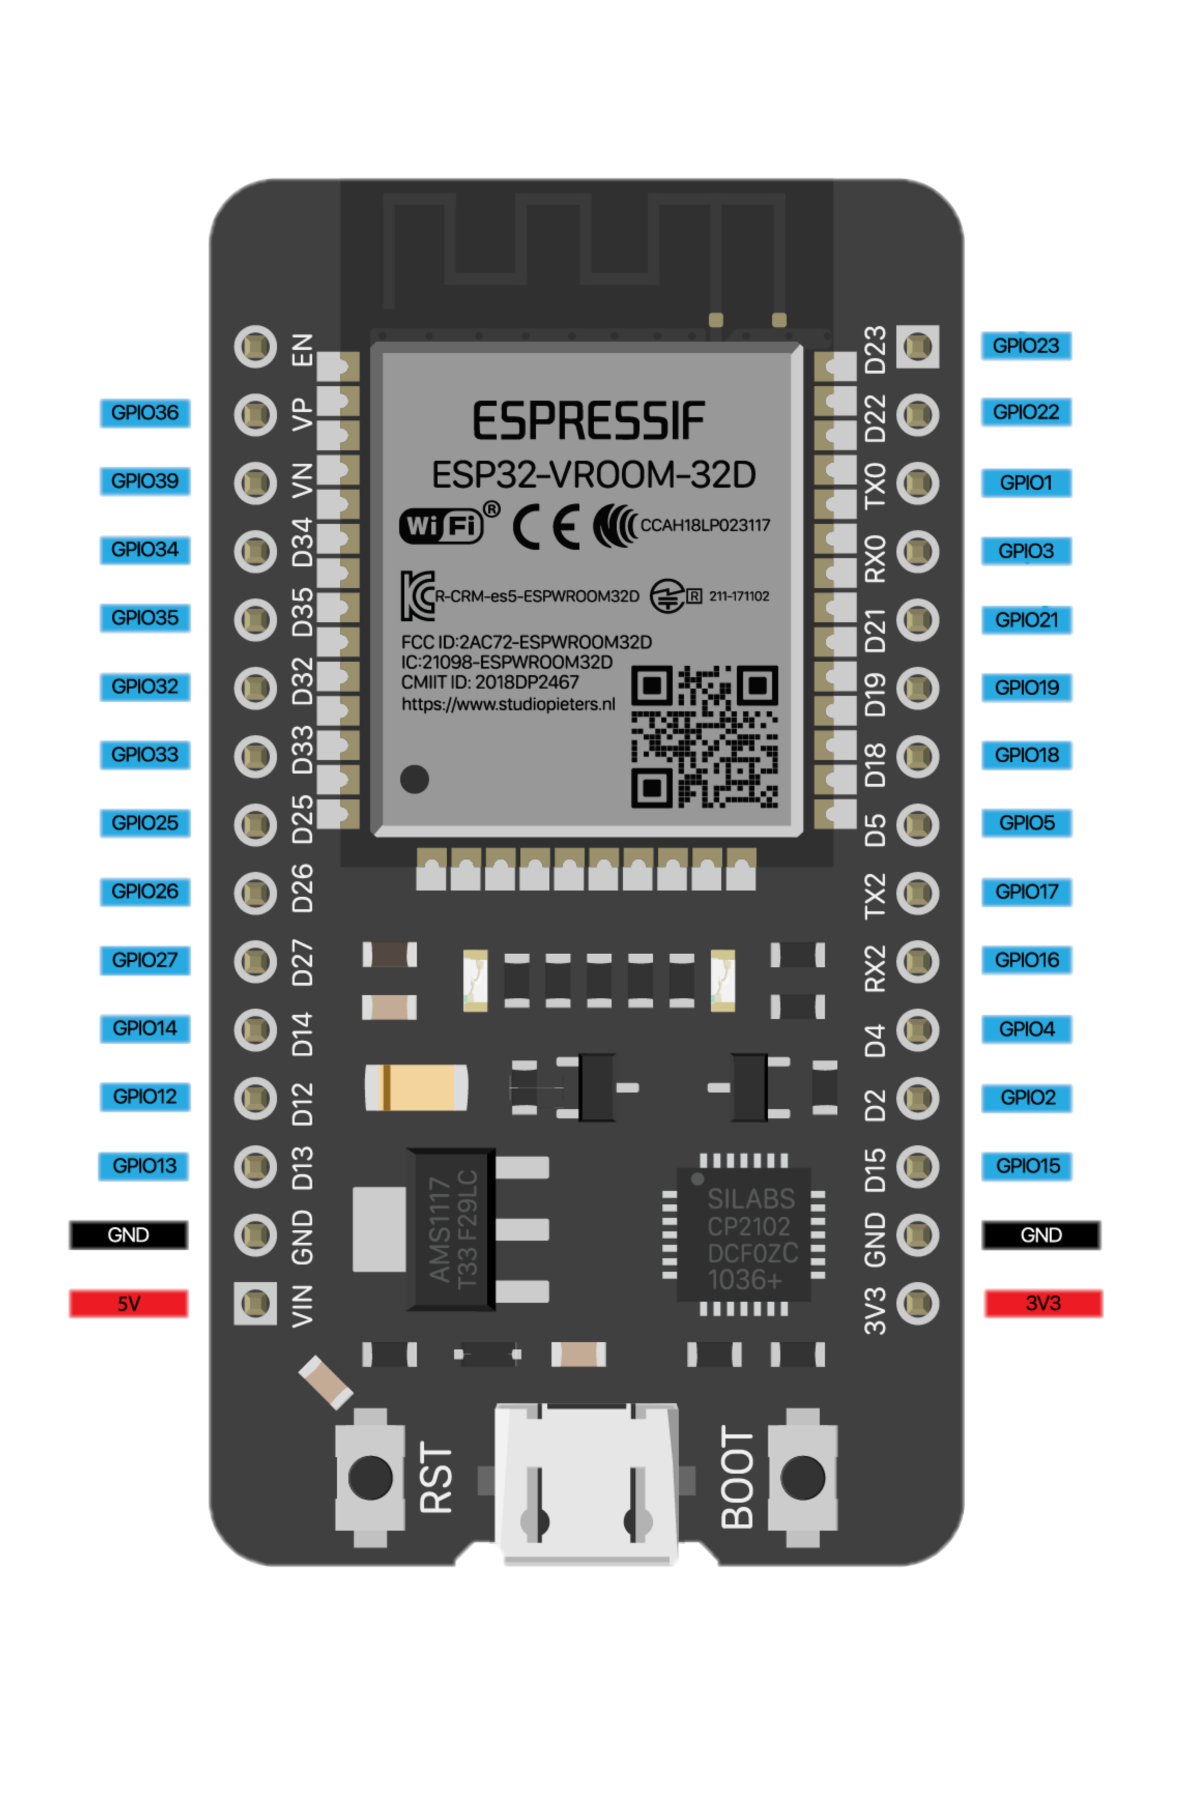 EN
D23
GPIO23
GPIO36
VP
D22
GPIO22
GPIO39
VN
TX0
GPIO1
GPIO34
D34
RX0
GPIO3
GPIO35
D35
D21
GPIO21
GPIO32
D32
D19
GPIO19
GPIO33
D33
D18
GPIO18
GPIO25
D25
D5
GPIO5
GPIO26
D26
TX2
GPIO17
GPIO27
D27
RX2
GPIO16
GPIO14
D14
D4
GPIO4
GPIO12
D12
D2
GPIO2
GPIO13
D13
D15
GPIO15
GND
GND
GND
GND
5V
VIN
3V3
3V3
ESPRESSIF
ESP32-VROOM-32D
Wi Fi ® CE CCAH18LP023117
R-CRM-es5-ESPWROOM32D R 211-171102
FCC ID:2AC72-ESPWROOM32D
IC:21098-ESPWROOM32D
CMIIT ID: 2018DP2467
https://www.studiopieters.nl
AMS1117
T33 F29LC
SILABS
CP2102
DCF0ZC
1036+
RST
BOOT